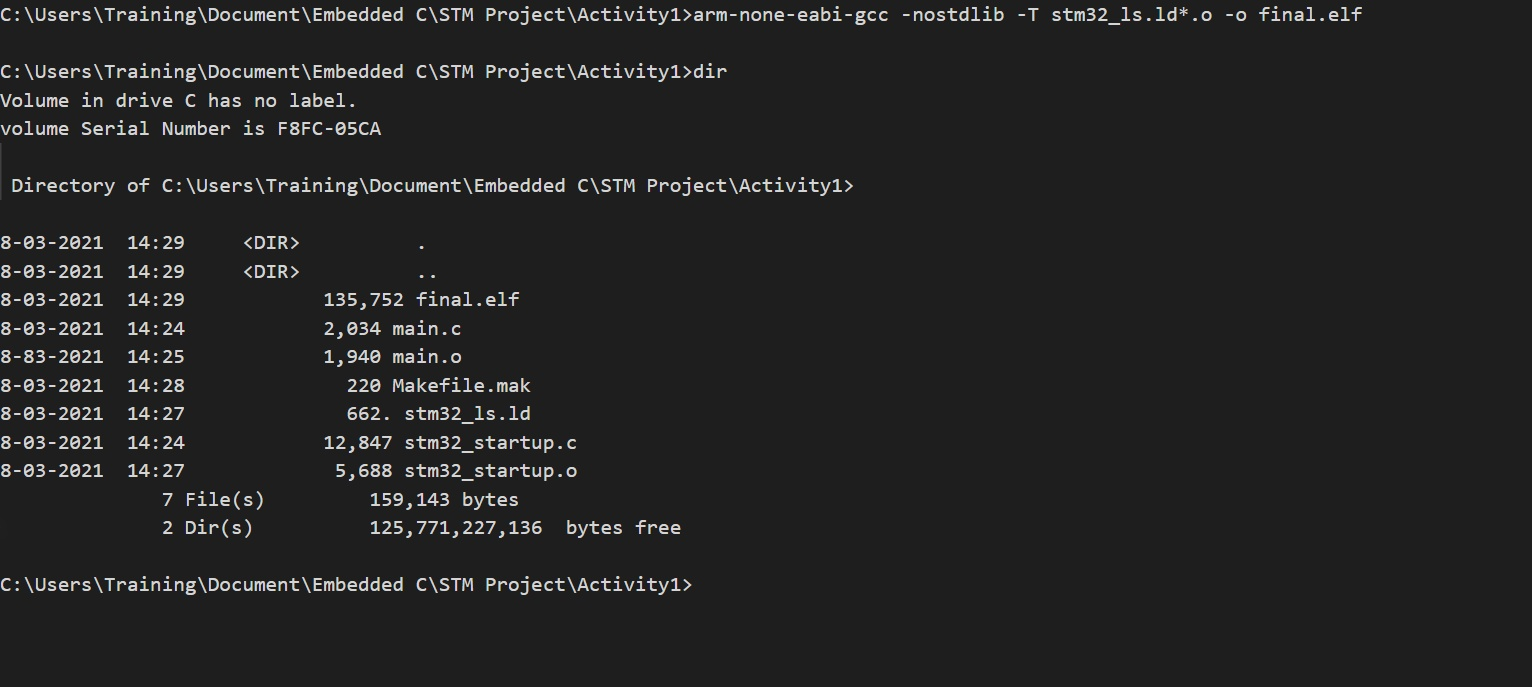 C:\Users\Training\Document\Embedded C\STM Project\Activity1>arm-none-eabi-gcc -nostdlib -T stm32_ls.ld*.o -o final.elf
C:\Users\Training\Document\Embedded C\STM Project\Activity1>dir
Volume in drive C has no label.
volume Serial Number is F8FC-05CA
Directory of C:\Users\Training\Document\Embedded C\STM Project\Activity1>
8-03-2021  14:29     <DIR>          .
8-03-2021  14:29     <DIR>          ..
8-03-2021  14:29            135,752 final.elf
8-03-2021  14:24            2,034 main.c
8-83-2021  14:25            1,940 main.o
8-03-2021  14:28              220 Makefile.mak
8-03-2021  14:27              662. stm32_ls.ld
8-03-2021  14:24            12,847 stm32_startup.c
8-03-2021  14:27             5,688 stm32_startup.o
7 File(s)         159,143 bytes
2 Dir(s)          125,771,227,136  bytes free
C:\Users\Training\Document\Embedded C\STM Project\Activity1>